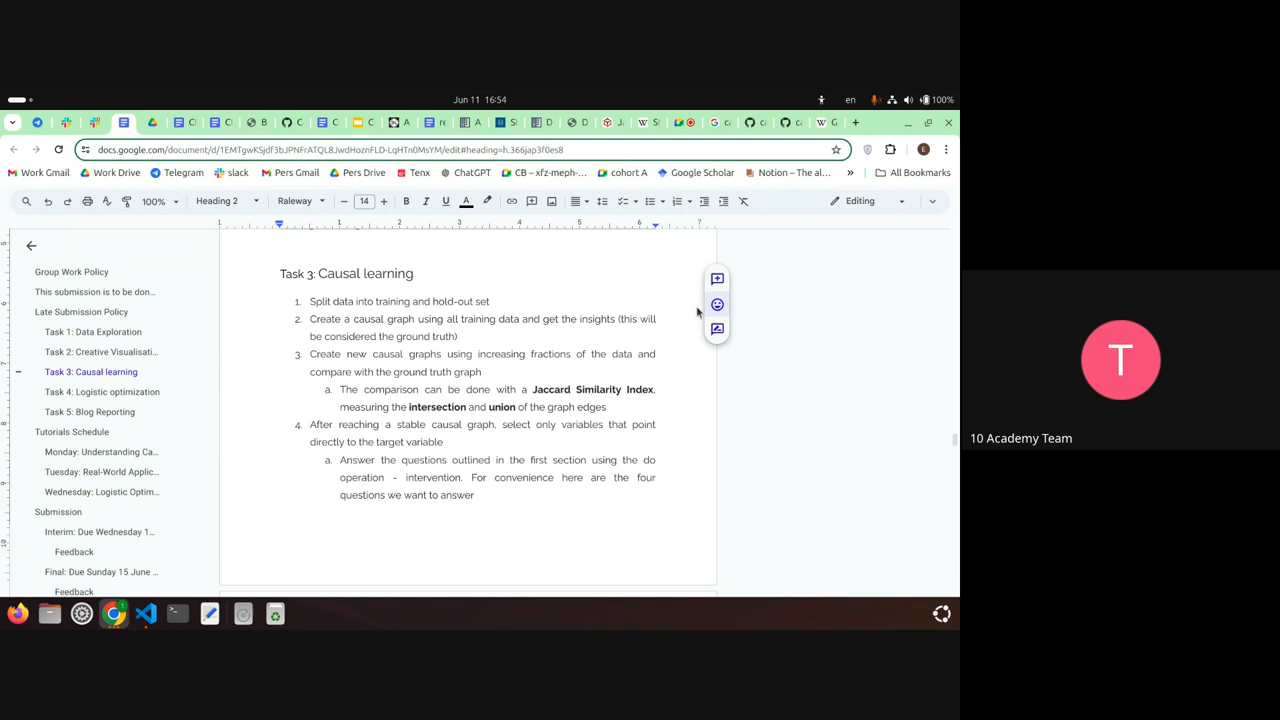 Jun 11 16:54
en
100%
docs.google.com/document/d/1EMTgwKSjdf3bJPNFrATQL8JwdHoznFLD-LqHTn0MsYM/edit#heading=h.366jap3f0es8
Work Gmail Work Drive Telegram slack Pers Gmail Pers Drive Tenx ChatGPT CB – xfz-meph-... cohort A Google Scholar Notion – The al... All Bookmarks
100% Heading 2 Raleway 14 Editing
Group Work Policy
This submission is to be don...
Late Submission Policy
Task 1: Data Exploration
Task 2: Creative Visualisati...
Task 3: Causal learning
Task 4: Logistic optimization
Task 5: Blog Reporting
Tutorials Schedule
Monday: Understanding Ca...
Tuesday: Real-World Applic...
Wednesday: Logistic Optim...
Submission
Interim: Due Wednesday 1...
Feedback
Final: Due Sunday 15 June ...
Feedback
Task 3: Causal learning
1. Split data into training and hold-out set
2. Create a causal graph using all training data and get the insights (this will
be considered the ground truth)
3. Create new causal graphs using increasing fractions of the data and
compare with the ground truth graph
a. The comparison can be done with a Jaccard Similarity Index,
measuring the intersection and union of the graph edges
4. After reaching a stable causal graph, select only variables that point
directly to the target variable
a. Answer the questions outlined in the first section using the do
operation - intervention. For convenience here are the four
questions we want to answer
T
10 Academy Team